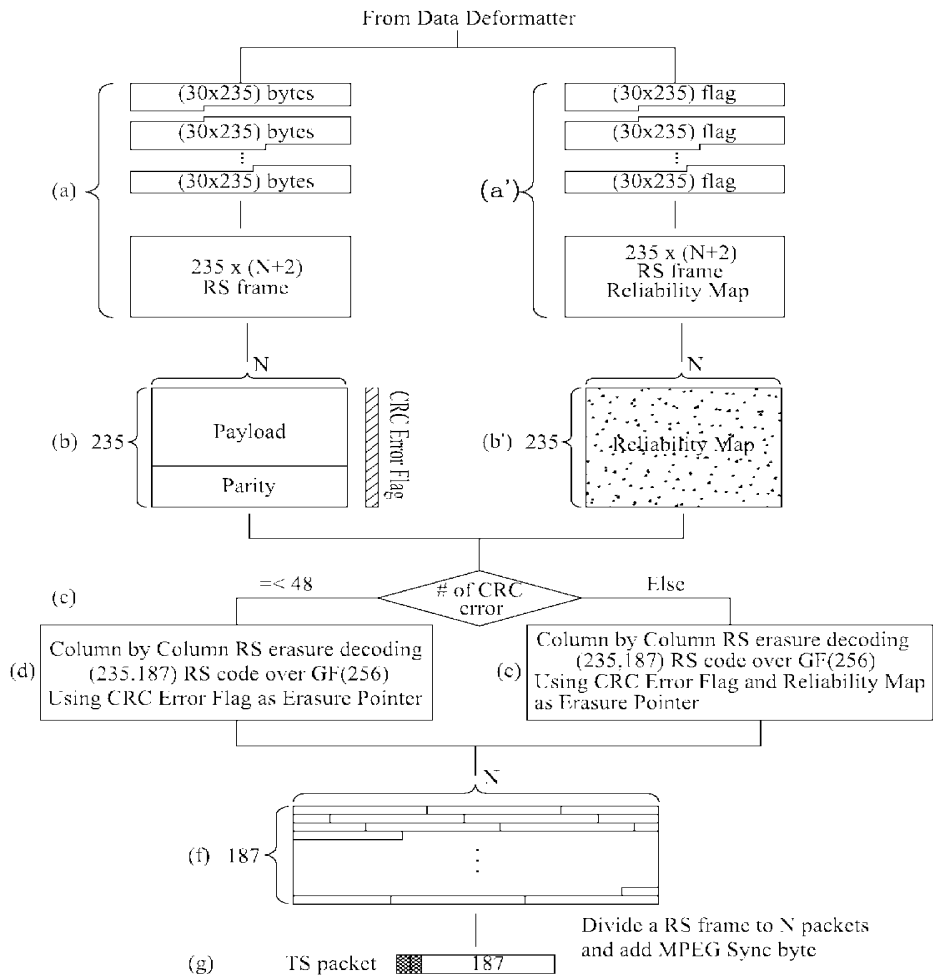 From Data Deformatter
(30x235) bytes
(30x235) bytes
⋮
(30x235) bytes
(a)
235 x (N+2)
RS frame
(30x235) flag
(30x235) flag
⋮
(30x235) flag
(a')
235 x (N+2)
RS frame
Reliability Map
N
(b) 235
Payload
Parity
CRC Error Flag
N
(b') 235
Reliability Map
(c)
=< 48
# of CRC
error
Else
(d)
Column by Column RS erasure decoding
(235,187) RS code over GF(256)
Using CRC Error Flag as Erasure Pointer
(e)
Column by Column RS erasure decoding
(235,187) RS code over GF(256)
Using CRC Error Flag and Reliability Map
as Erasure Pointer
N
(f) 187
⋮
Divide a RS frame to N packets
and add MPEG Sync byte
(g) TS packet 187